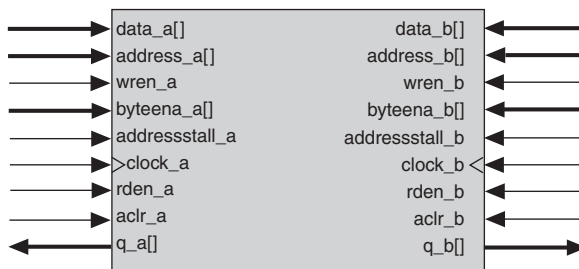 data_a[] data_b[]
address_a[] address_b[]
wren_a wren_b
byteena_a[] byteena_b[]
addressstall_a addressstall_b
clock_a clock_b
rden_a rden_b
aclr_a aclr_b
q_a[] q_b[]